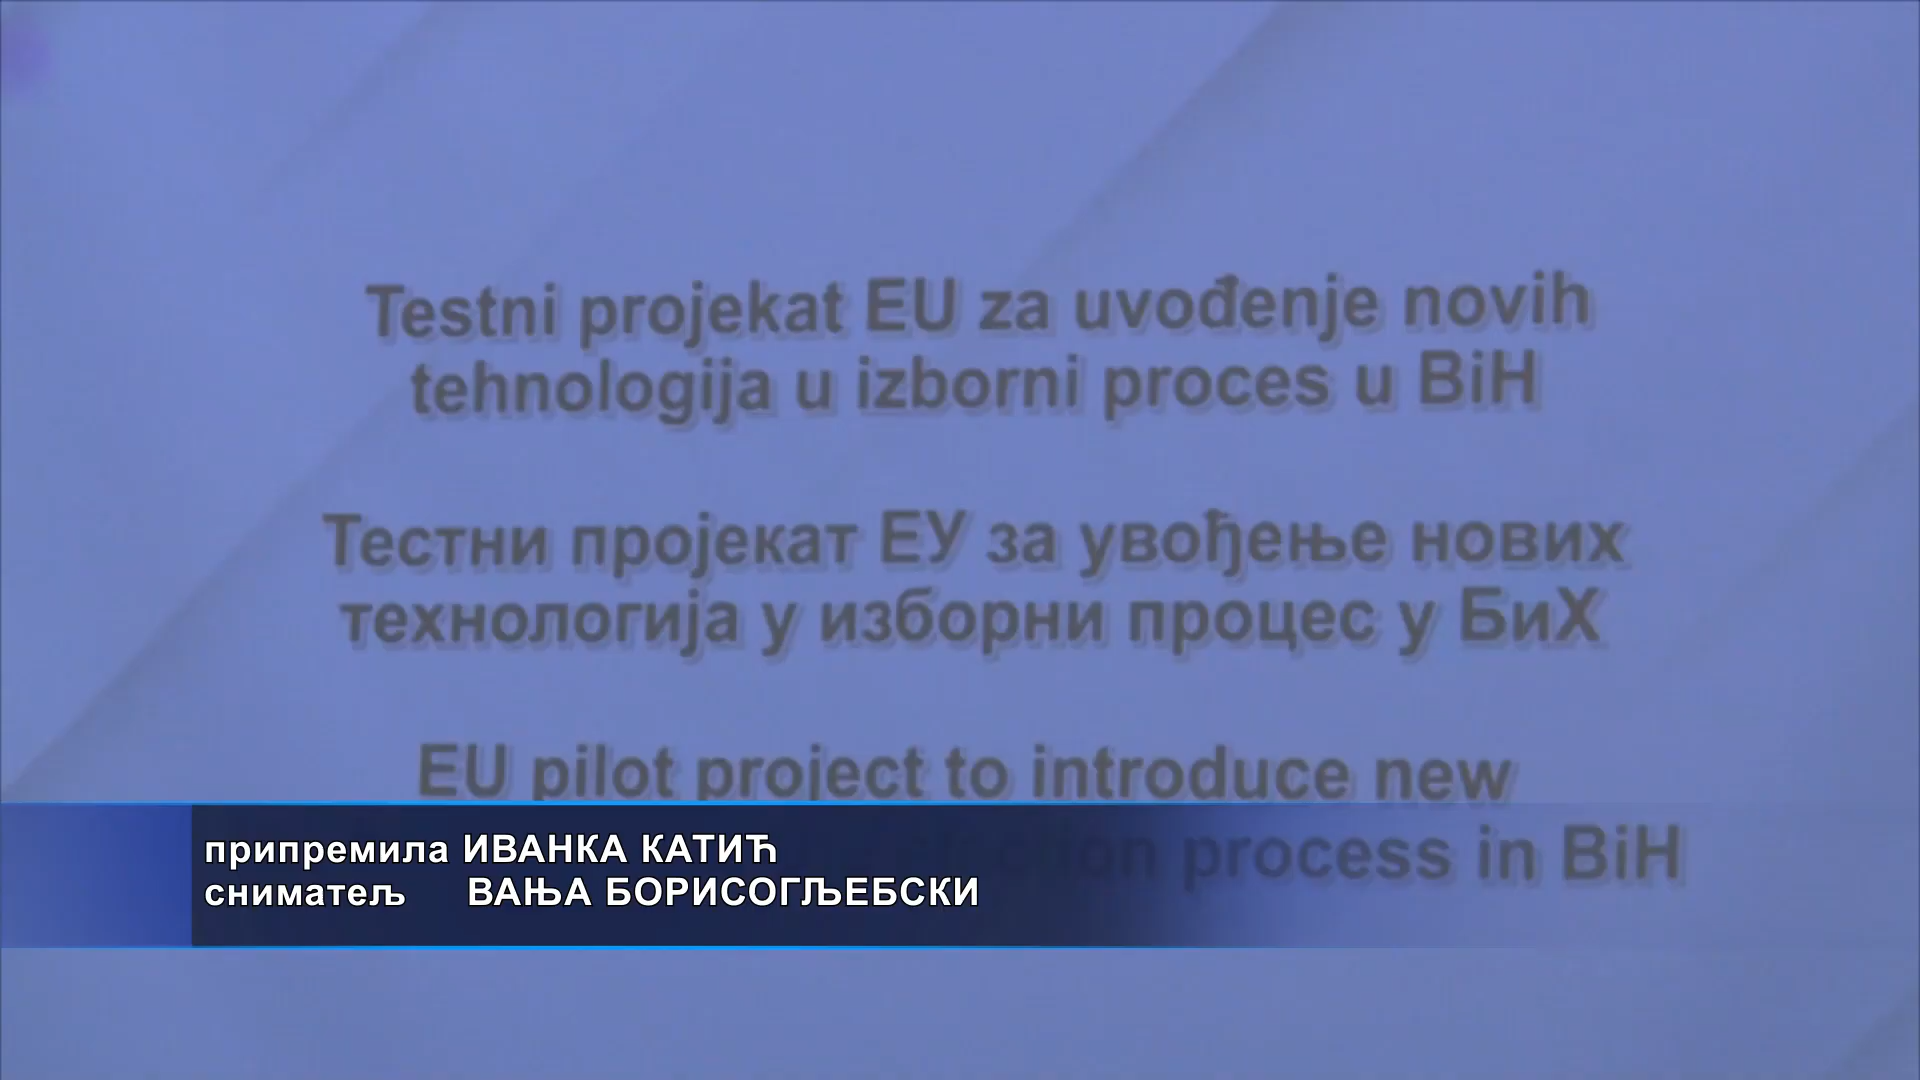 Testni projekat EU za uvođenje novih
tehnologija u izborni proces u BiH
Тестни пројекат ЕУ за увођење нових
технологија у изборни процес у БиХ
EU pilot project to introduce new
process in BiH
припремила ИВАНКА КАТИЋ
сниматељ ВАЊА БОРИСОГЉЕБСКИ